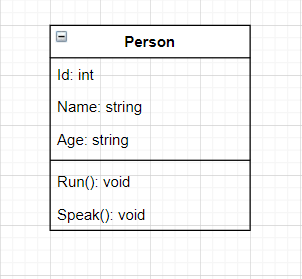 Person
Id: int
Name: string
Age: string
Run(): void
Speak(): void